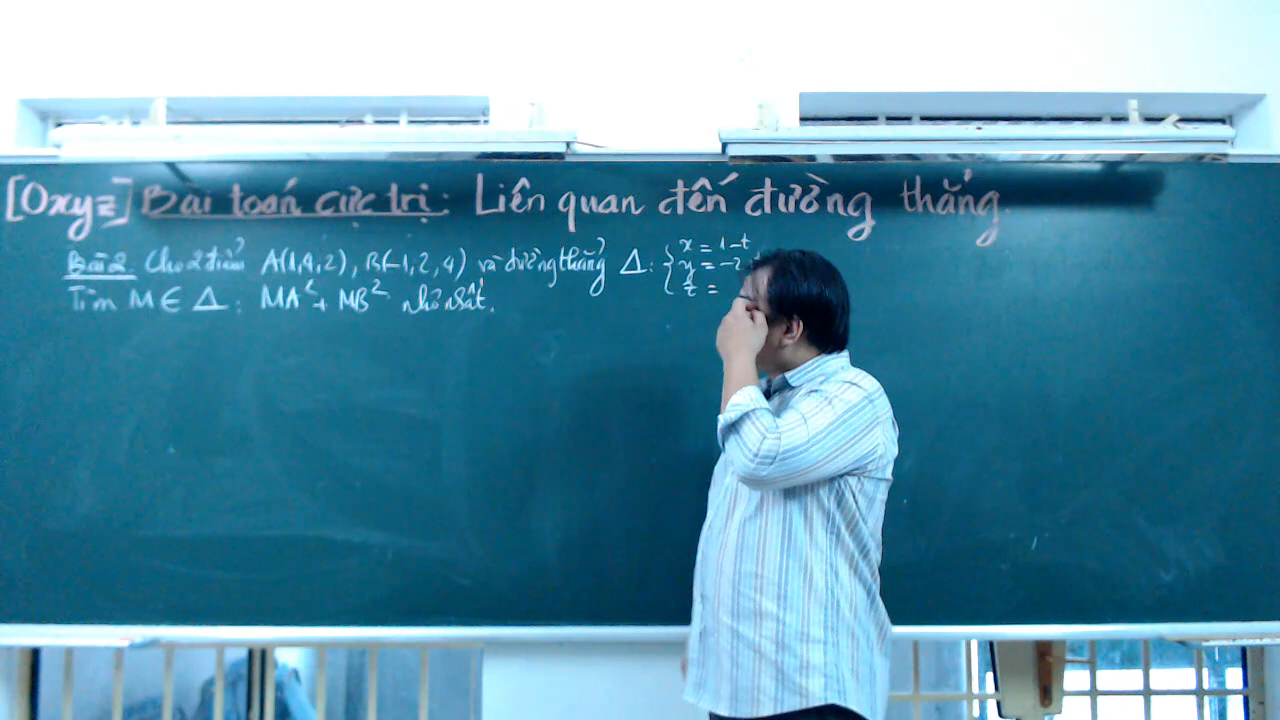 [Oxyz] Bài toán cực trị: Liên quan đến đường thẳng.
Bài 2 Cho 2 điểm A(1,4,2), B(-1,2,4) và đường thẳng Δ: { x = 1-t
y = -2
z =
Tìm M ∈ Δ: MA² + MB² nhỏ nhất.